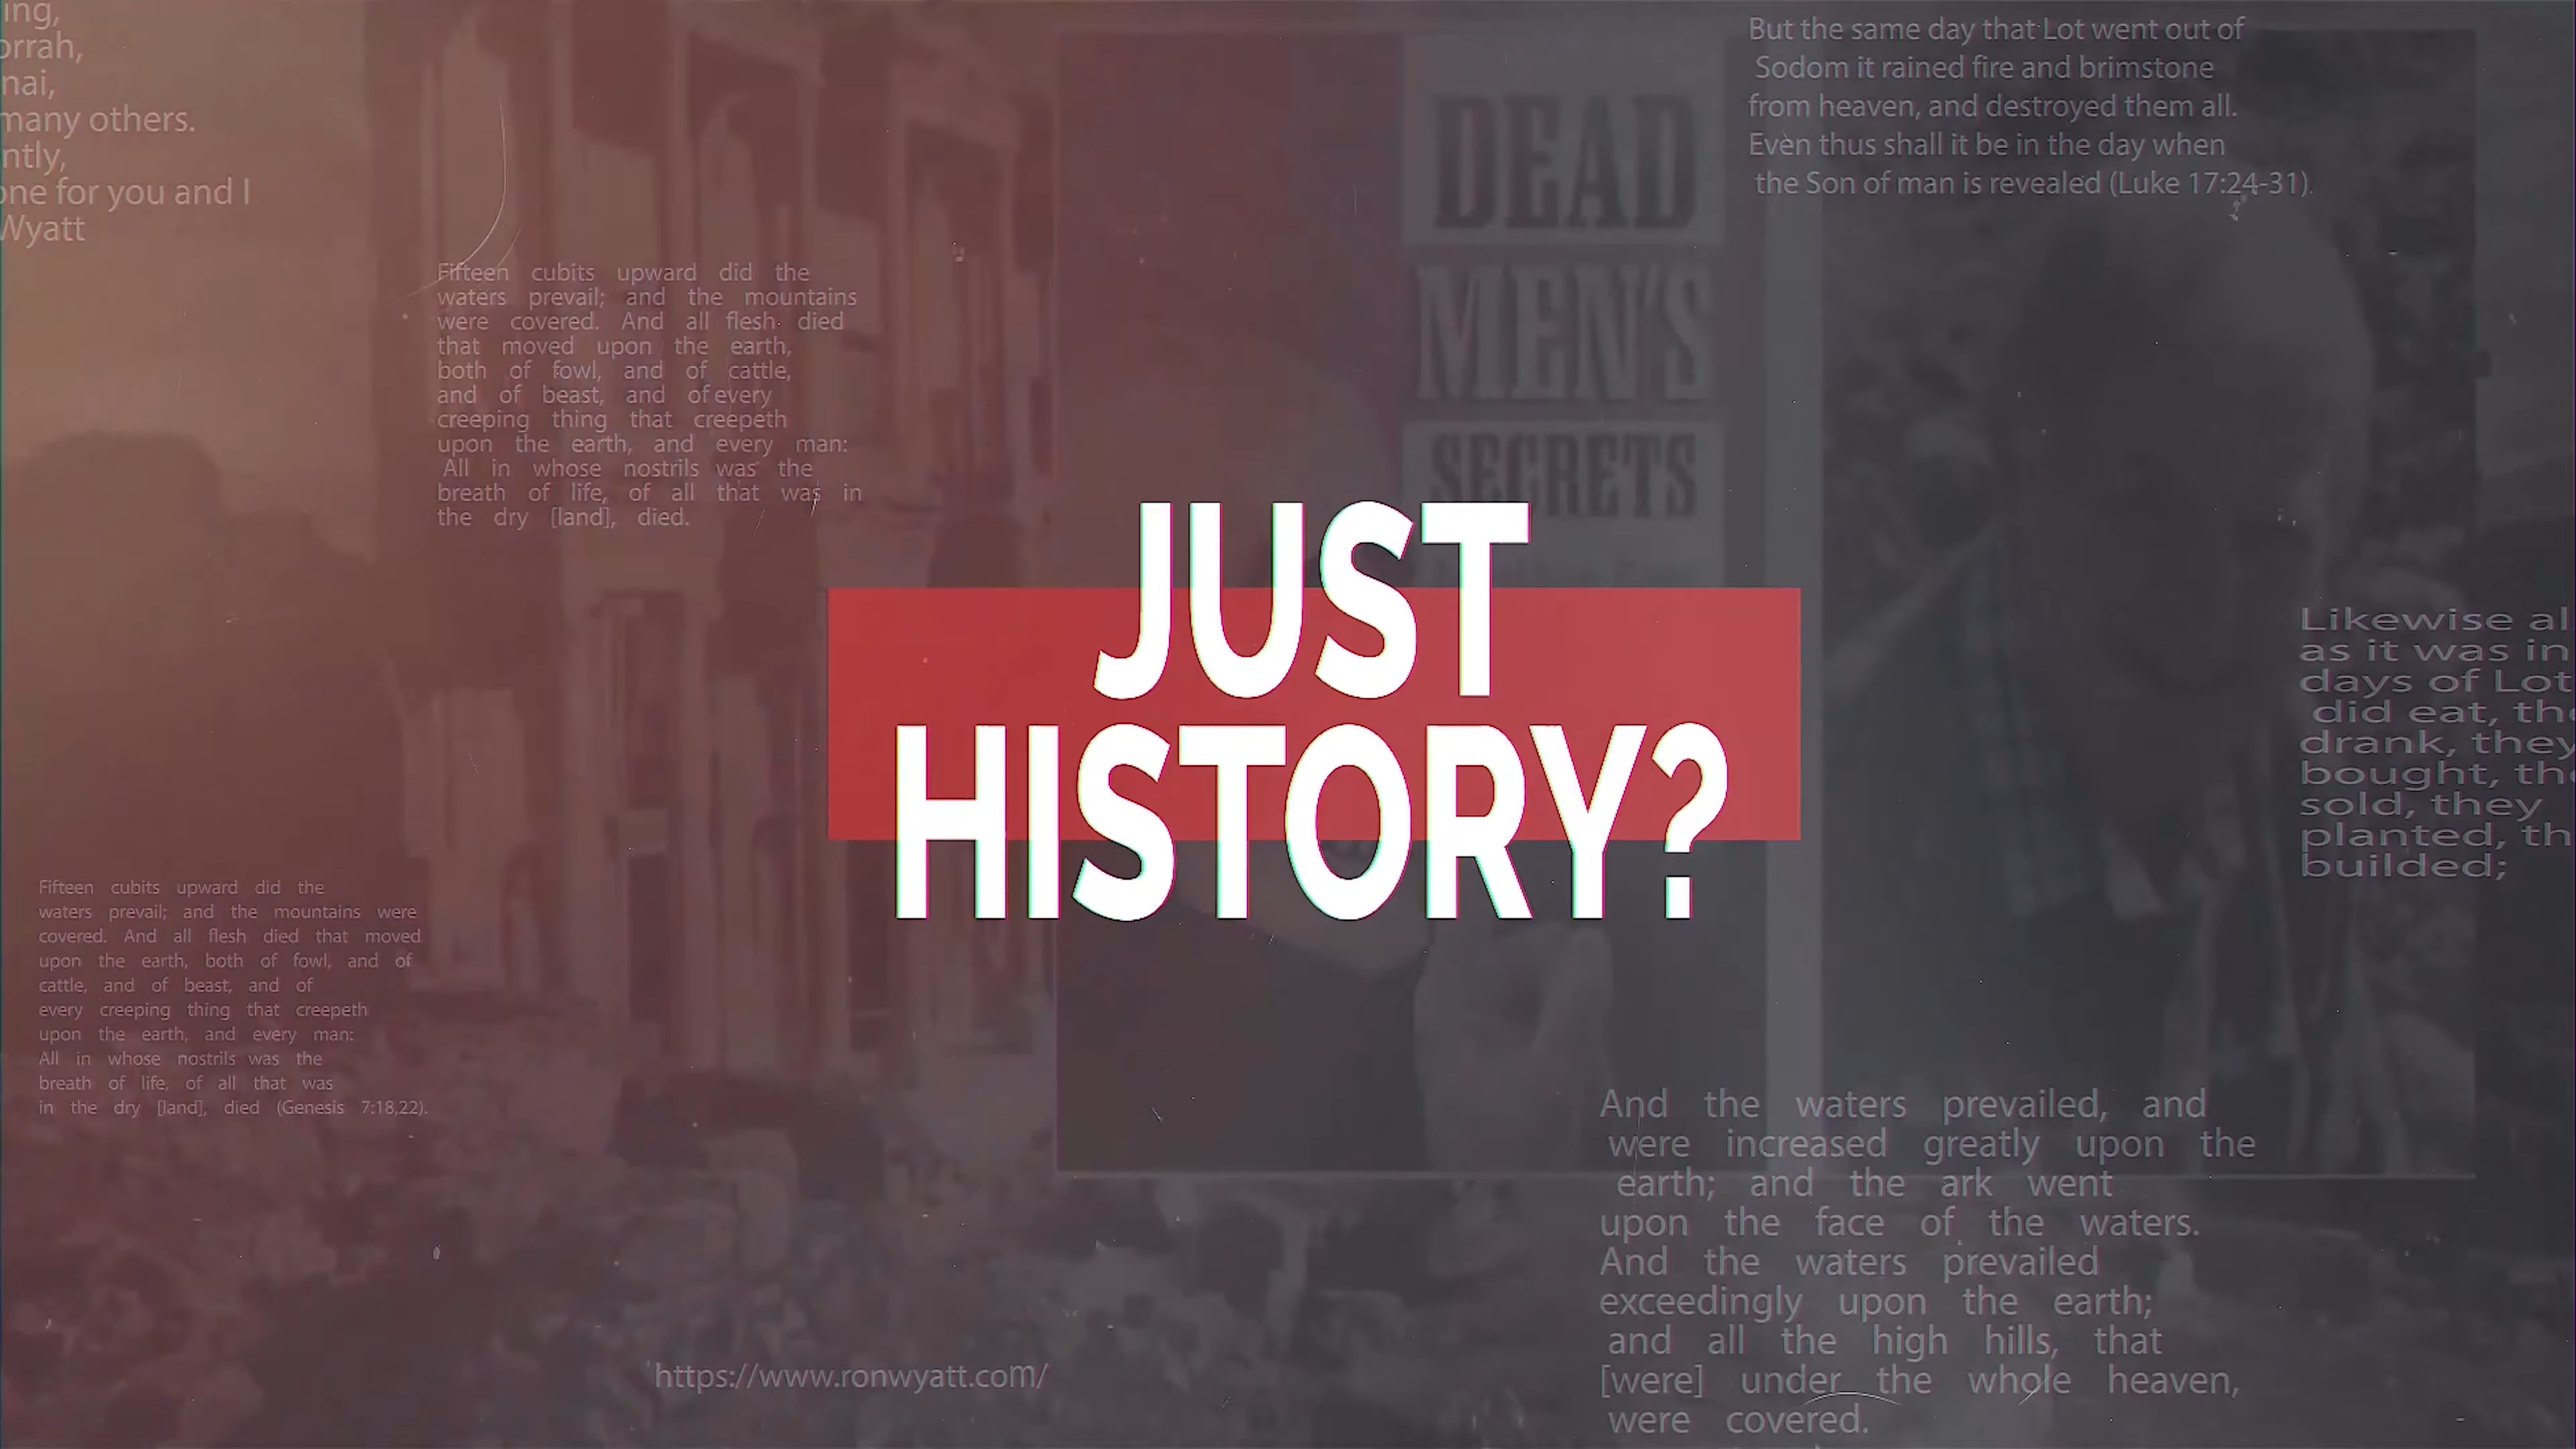 ing,
orrah,
nai,
many others.
ntly,
one for you and I
Wyatt
But the same day that Lot went out of
Sodom it rained fire and brimstone
from heaven, and destroyed them all.
Even thus shall it be in the day when
the Son of man is revealed (Luke 17:24-31).
DEAD
MEN'S
SECRETS
Fifteen cubits upward did the
waters prevail; and the mountains
were covered. And all flesh died
that moved upon the earth,
both of fowl, and of cattle,
and of beast, and of every
creeping thing that creepeth
upon the earth, and every man:
All in whose nostrils was the
breath of life, of all that was in
the dry [land], died.
JUST
HISTORY?
Likewise al
as it was in
days of Lot
did eat, the
drank, they
bought, the
sold, they
planted, th
builded;
Fifteen cubits upward did the
waters prevail; and the mountains were
covered. And all flesh died that moved
upon the earth, both of fowl, and of
cattle, and of beast, and of
every creeping thing that creepeth
upon the earth, and every man:
All in whose nostrils was the
breath of life, of all that was
in the dry [land], died (Genesis 7:18,22).
And the waters prevailed, and
were increased greatly upon the
earth; and the ark went
upon the face of the waters.
And the waters prevailed
exceedingly upon the earth;
and all the high hills, that
[were] under the whole heaven,
were covered.
https://www.ronwyatt.com/